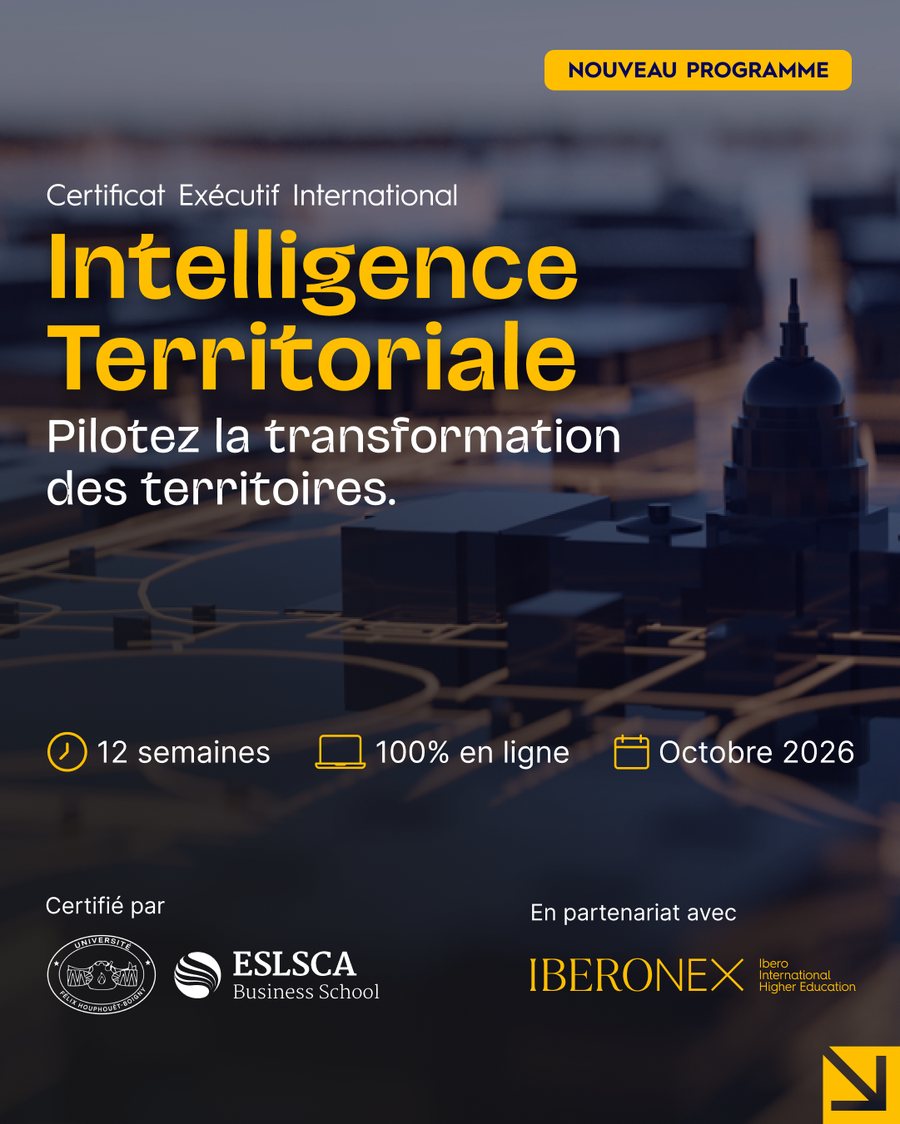 NOUVEAU PROGRAMME
Certificat Exécutif International
Intelligence
Territoriale
Pilotez la transformation
des territoires.
12 semaines
100% en ligne
Octobre 2026
Certifié par
UNIVERSITÉ
FÉLIX HOUPHOUËT-BOIGNY
ESLSCA
Business School
En partenariat avec
IBERONEX
Ibero
International
Higher Education